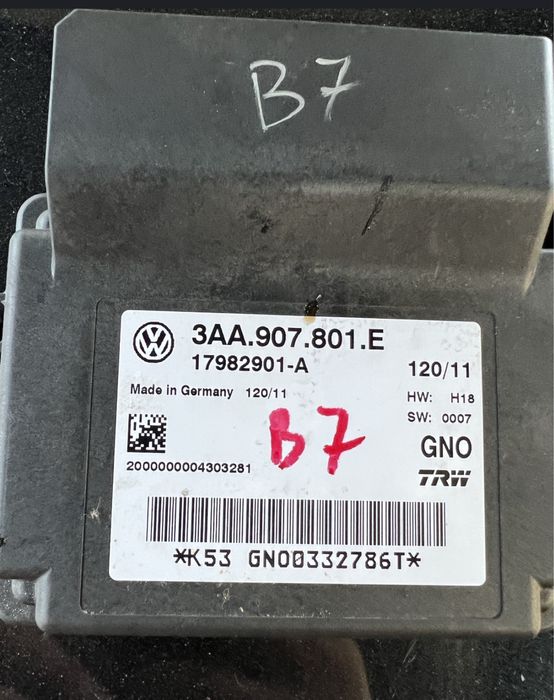 B7
3AA.907.801.E
17982901-A
120/11
Made in Germany 120/11
HW: H18
SW: 0007
B7
GNO
2000000004303281
TRW
*K53 GNO0332786T*